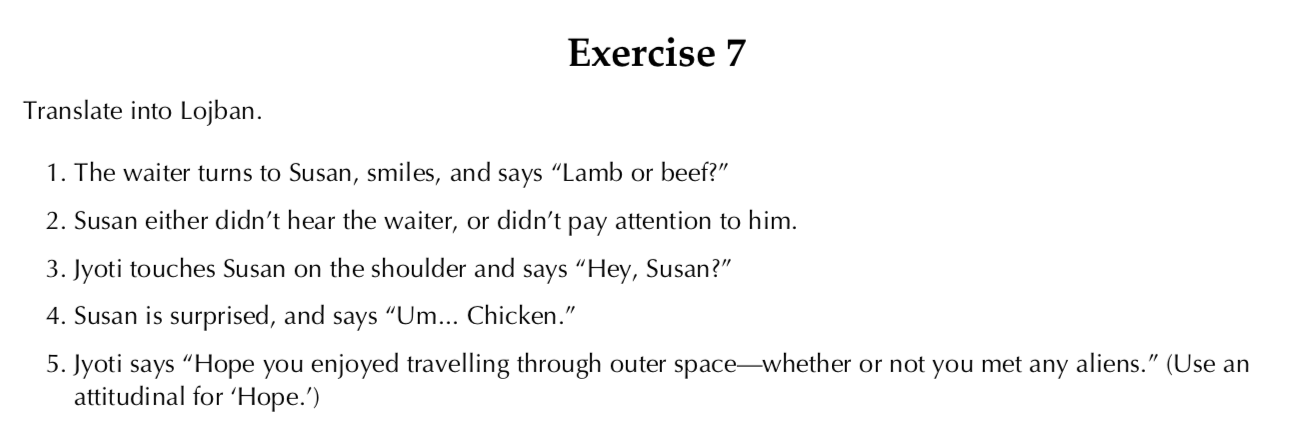 Exercise 7
Translate into Lojban.
1. The waiter turns to Susan, smiles, and says “Lamb or beef?”
2. Susan either didn’t hear the waiter, or didn’t pay attention to him.
3. Jyoti touches Susan on the shoulder and says “Hey, Susan?”
4. Susan is surprised, and says “Um... Chicken.”
5. Jyoti says “Hope you enjoyed travelling through outer space—whether or not you met any aliens.” (Use an
attitudinal for ‘Hope.’)